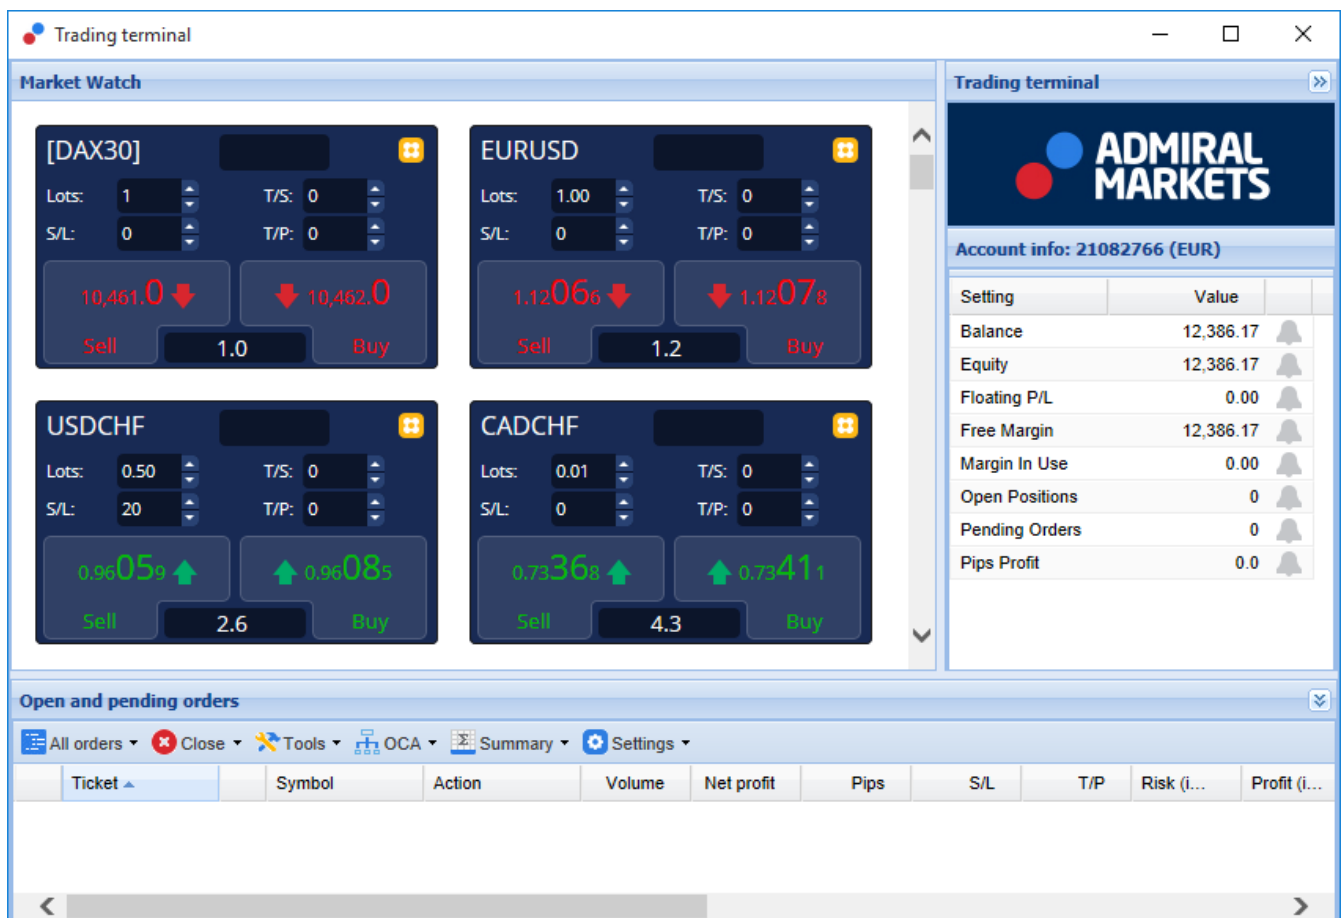 Trading terminal
Market Watch
[DAX30]
Lots: 1 T/S: 0
S/L: 0 T/P: 0
10,461.0 10,462.0
Sell 1.0 Buy
EURUSD
Lots: 1.00 T/S: 0
S/L: 0 T/P: 0
1.12066 1.12078
Sell 1.2 Buy
USDCHF
Lots: 0.50 T/S: 0
S/L: 20 T/P: 0
0.96059 0.96085
Sell 2.6 Buy
CADCHF
Lots: 0.01 T/S: 0
S/L: 0 T/P: 0
0.73368 0.73411
Sell 4.3 Buy
Trading terminal
ADMIRAL
MARKETS
Account info: 21082766 (EUR)
Setting Value
Balance 12,386.17
Equity 12,386.17
Floating P/L 0.00
Free Margin 12,386.17
Margin In Use 0.00
Open Positions 0
Pending Orders 0
Pips Profit 0.0
Open and pending orders
All orders Close Tools OCA Summary Settings
Ticket Symbol Action Volume Net profit Pips S/L T/P Risk (i... Profit (i...